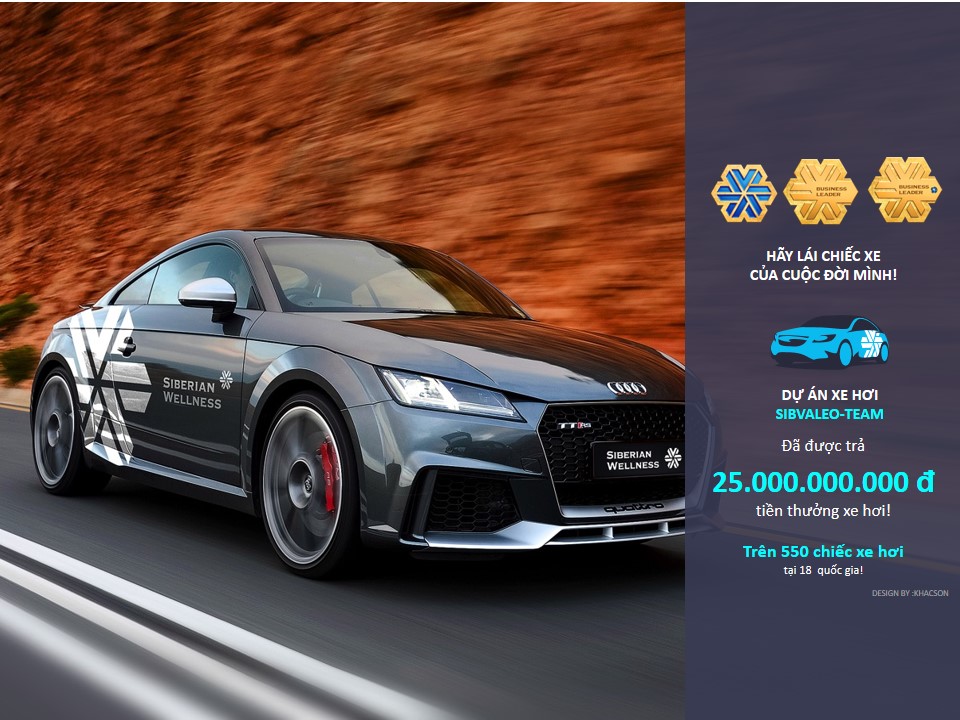 SIBERIAN
WELLNESS
TTRS
SIBERIAN
WELLNESS
quattro
BUSINESS
LEADER
BUSINESS
LEADER
HÃY LÁI CHIẾC XE
CỦA CUỘC ĐỜI MÌNH!
DỰ ÁN XE HƠI
SIBVALEO-TEAM
Đã được trả
25.000.000.000 đ
tiền thưởng xe hơi!
Trên 550 chiếc xe hơi
tại 18 quốc gia!
DESIGN BY :KHACSON